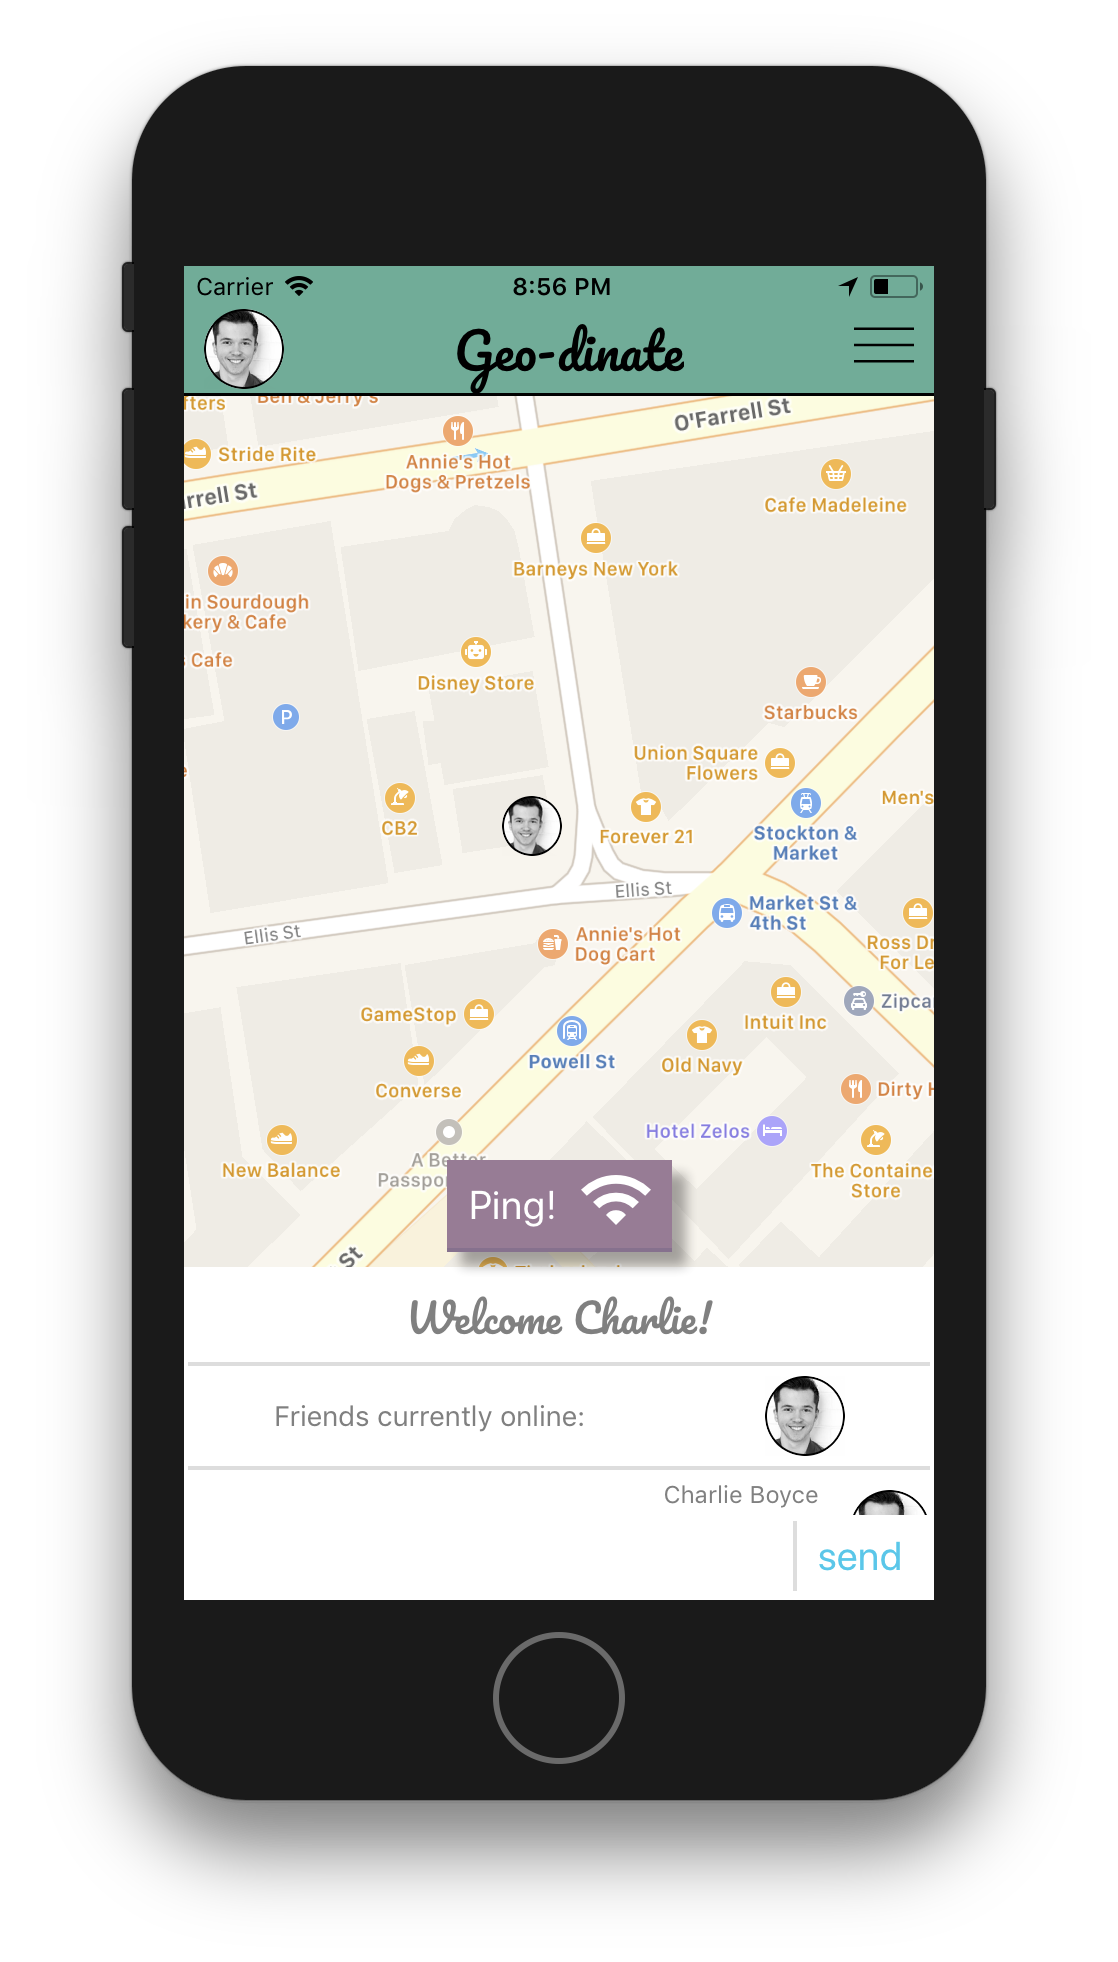 Carrier
8:56 PM
Geo-dinate
fters
Ben & Jerry's
O'Farrell St
Stride Rite
Annie's Hot
Dogs & Pretzels
rrell St
Cafe Madeleine
Barneys New York
in Sourdough
kery & Cafe
s Cafe
Disney Store
P
Starbucks
Union Square
Flowers
CB2
Forever 21
Men's
Stockton &
Market
Ellis St
Ellis St
Market St &
4th St
Annie's Hot
Dog Cart
Ross Dr
For Le
GameStop
Intuit Inc
Zipca
Powell St
Old Navy
Converse
Dirty H
Hotel Zelos
New Balance
A Better
Passpor
The Containe
Store
Ping!
St
Welcome Charlie!
Friends currently online:
Charlie Boyce
send